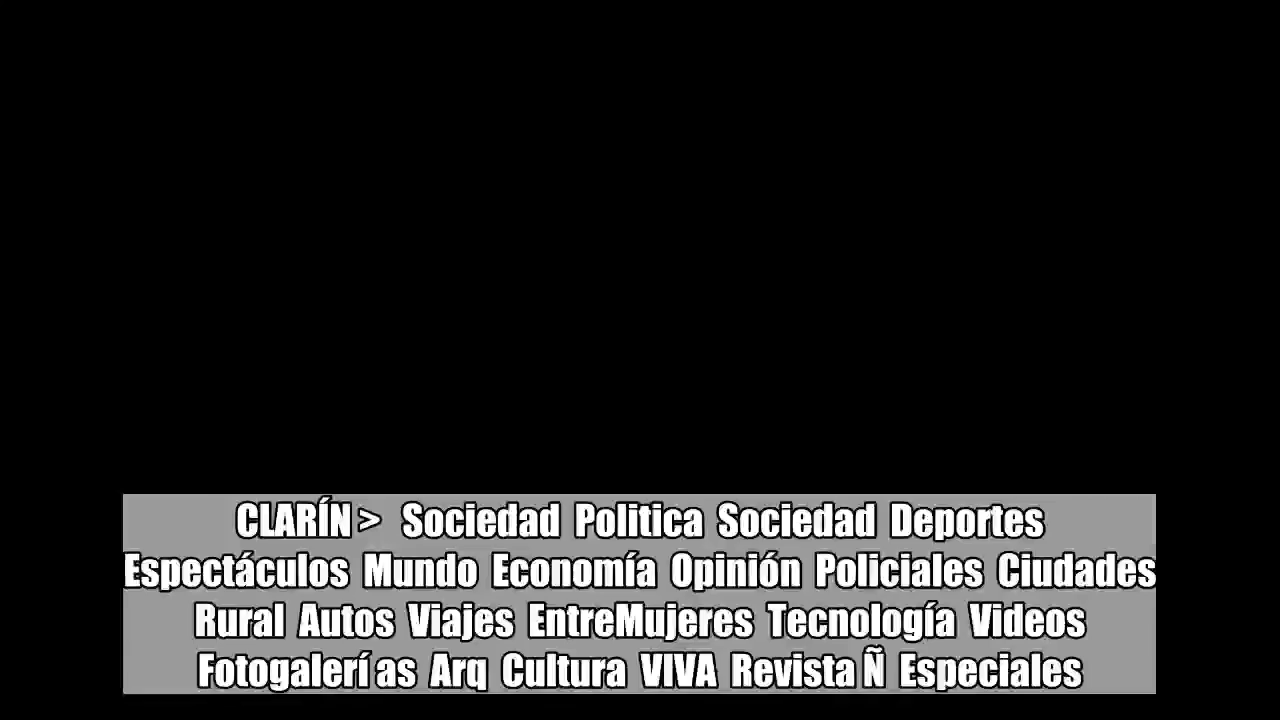 CLARÍN > Sociedad Politica Sociedad Deportes
Espectáculos Mundo Economía Opinión Policiales Ciudades
Rural Autos Viajes EntreMujeres Tecnología Videos
Fotogalerí as Arq Cultura VIVA Revista Ñ Especiales